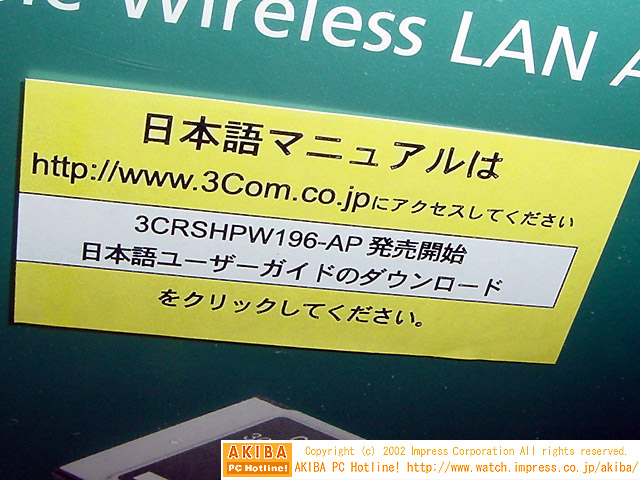 Wireless LAN A
日本語マニュアルは
http://www.3Com.co.jpにアクセスしてください
3CRSHPW196-AP 発売開始
日本語ユーザーガイドのダウンロード
をクリックしてください。
AKIBA
PC Hotline!
Copyright (c) 2002 Impress Corporation All rights reserved.
AKIBA PC Hotline! http://www.watch.impress.co.jp/akiba/